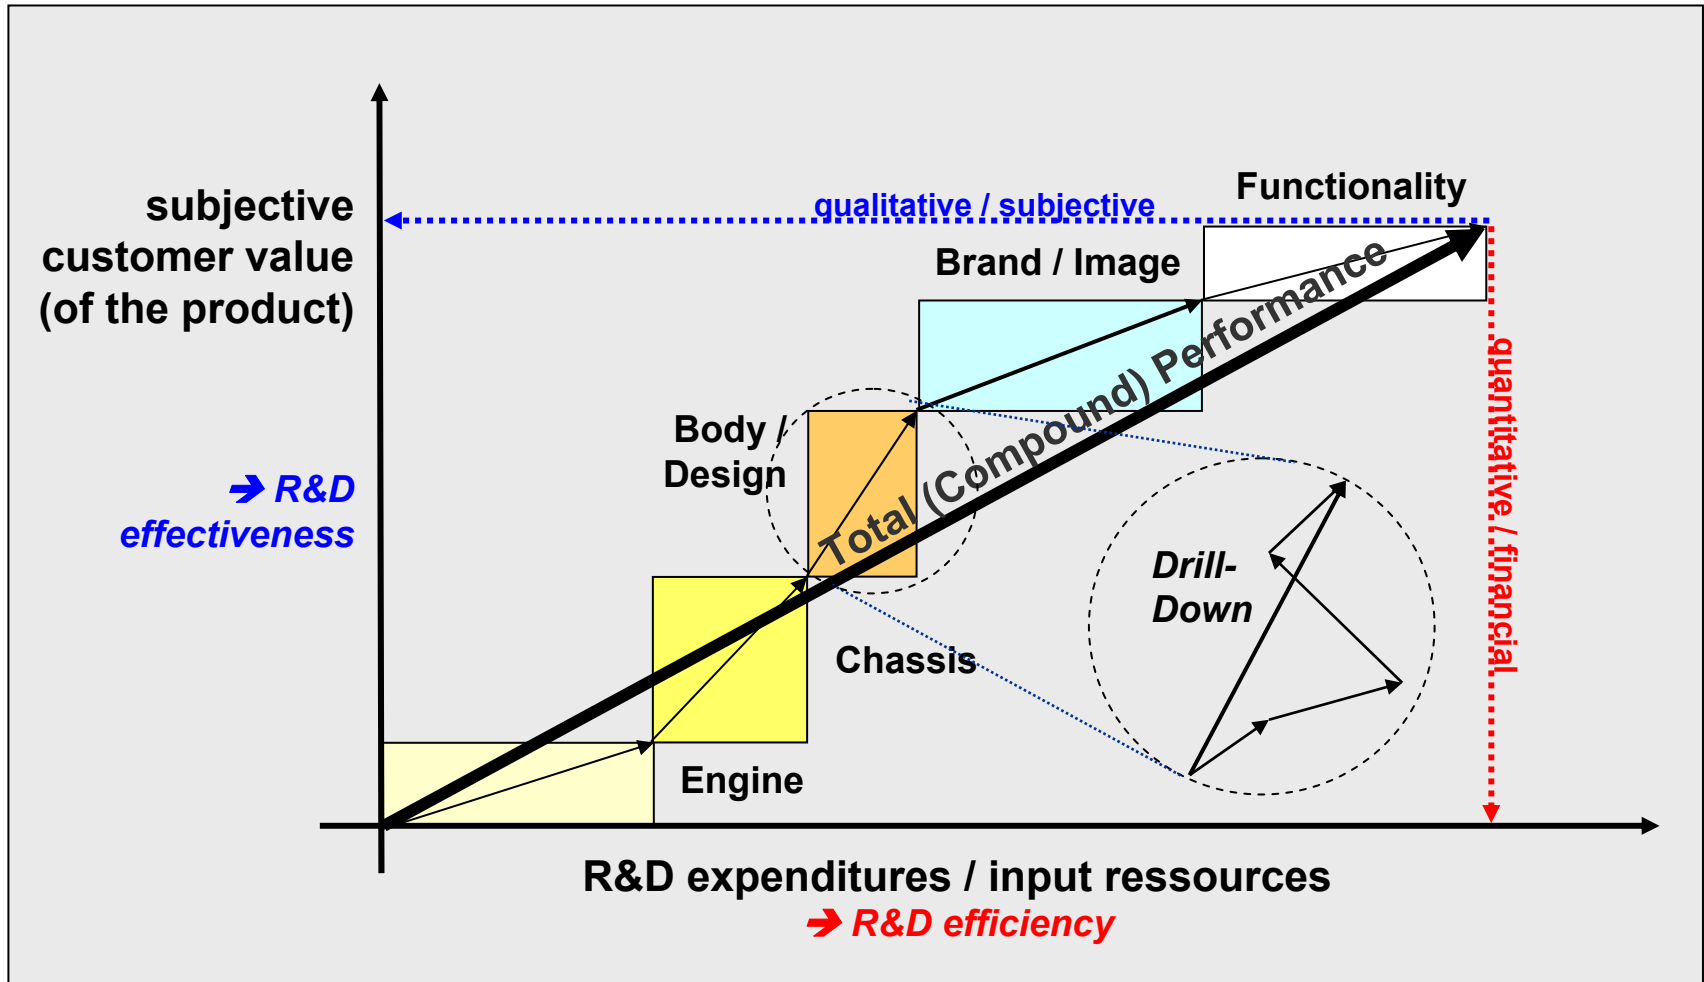 subjective
customer value
(of the product)
➔ R&D
effectiveness
qualitative / subjective
Functionality
Brand / Image
Body /
Design
Total (Compound) Performance
quantitative / financial
Drill-
Down
Chassis
Engine
R&D expenditures / input ressources
➔ R&D efficiency